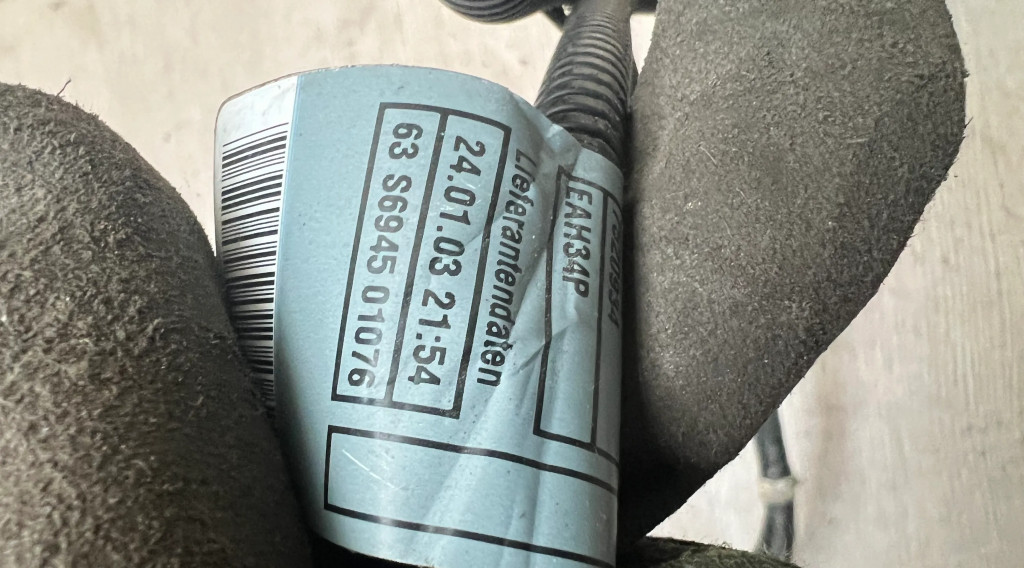 EAH34P
Lieferantendaten
24.01.03 21:54
63 S6945 01076